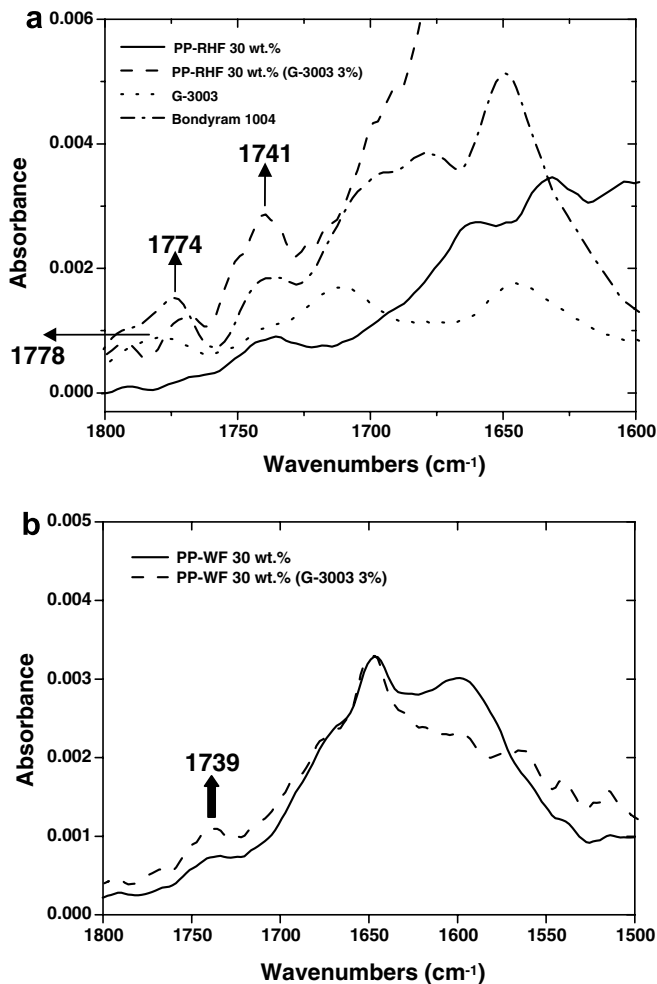 a
0.006
PP-RHF 30 wt.%
PP-RHF 30 wt.% (G-3003 3%)
G-3003
Bondyram 1004
0.004
1741
1774
0.002
1778
0.000
Absorbance
1800 1750 1700 1650 1600
Wavenumbers (cm⁻¹)
b
0.005
PP-WF 30 wt.%
PP-WF 30 wt.% (G-3003 3%)
0.004
0.003
0.002
1739
0.001
0.000
Absorbance
1800 1750 1700 1650 1600 1550 1500
Wavenumbers (cm⁻¹)